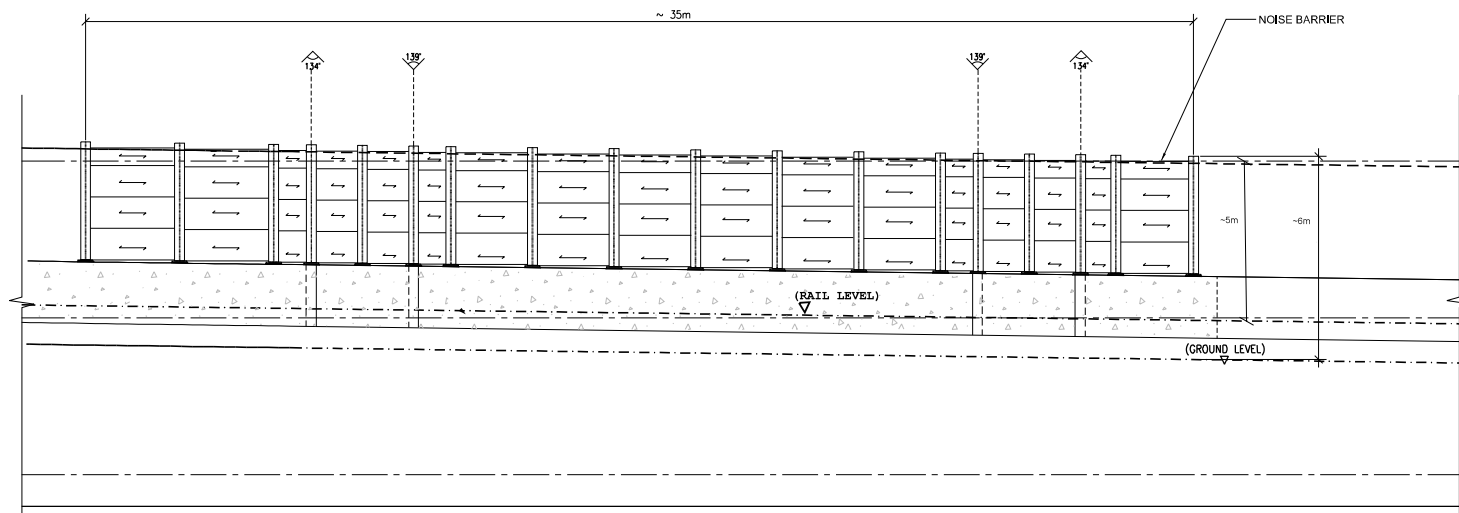 ~ 35m
NOISE BARRIER
134°
139°
139°
134°
~5m
~6m
(RAIL LEVEL)
(GROUND LEVEL)